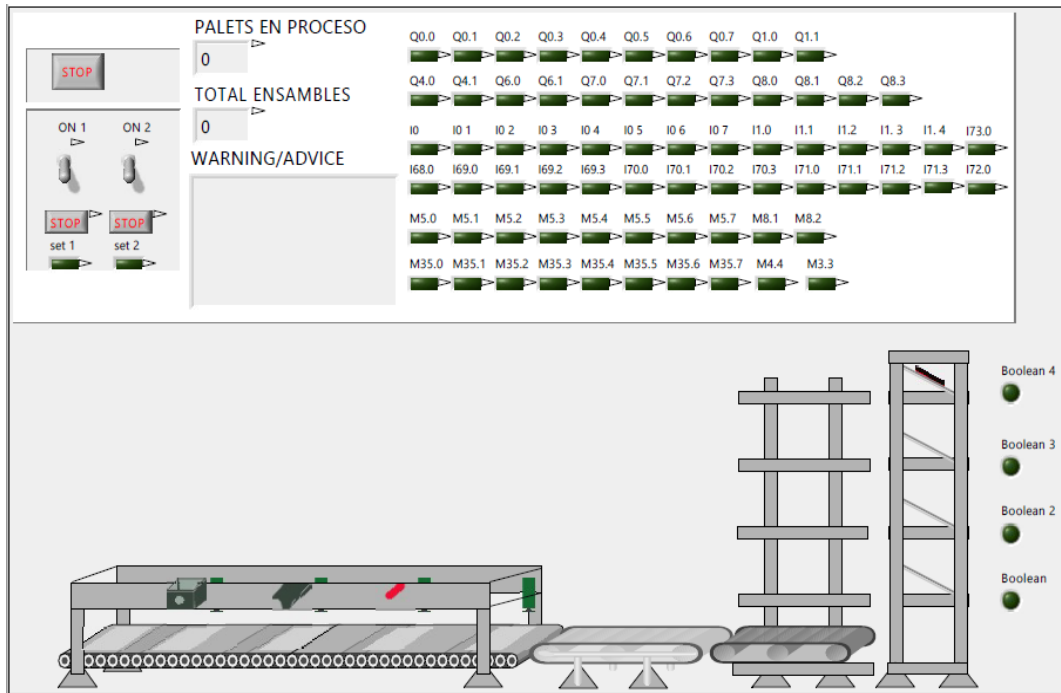 PALETS EN PROCESO
0
STOP
TOTAL ENSAMBLES
0
ON 1 ON 2
WARNING/ADVICE
STOP STOP
set 1 set 2
Q0.0 Q0.1 Q0.2 Q0.3 Q0.4 Q0.5 Q0.6 Q0.7 Q1.0 Q1.1
Q4.0 Q4.1 Q6.0 Q6.1 Q7.0 Q7.1 Q7.2 Q7.3 Q8.0 Q8.1 Q8.2 Q8.3
I0 I0 1 I0 2 I0 3 I0 4 I0 5 I0 6 I0 7 I1.0 I1.1 I1.2 I1. 3 I1. 4 I73.0
I68.0 I69.0 I69.1 I69.2 I69.3 I70.0 I70.1 I70.2 I70.3 I71.0 I71.1 I71.2 I71.3 I72.0
M5.0 M5.1 M5.2 M5.3 M5.4 M5.5 M5.6 M5.7 M8.1 M8.2
M35.0 M35.1 M35.2 M35.3 M35.4 M35.5 M35.6 M35.7 M4.4 M3.3
Boolean 4
Boolean 3
Boolean 2
Boolean